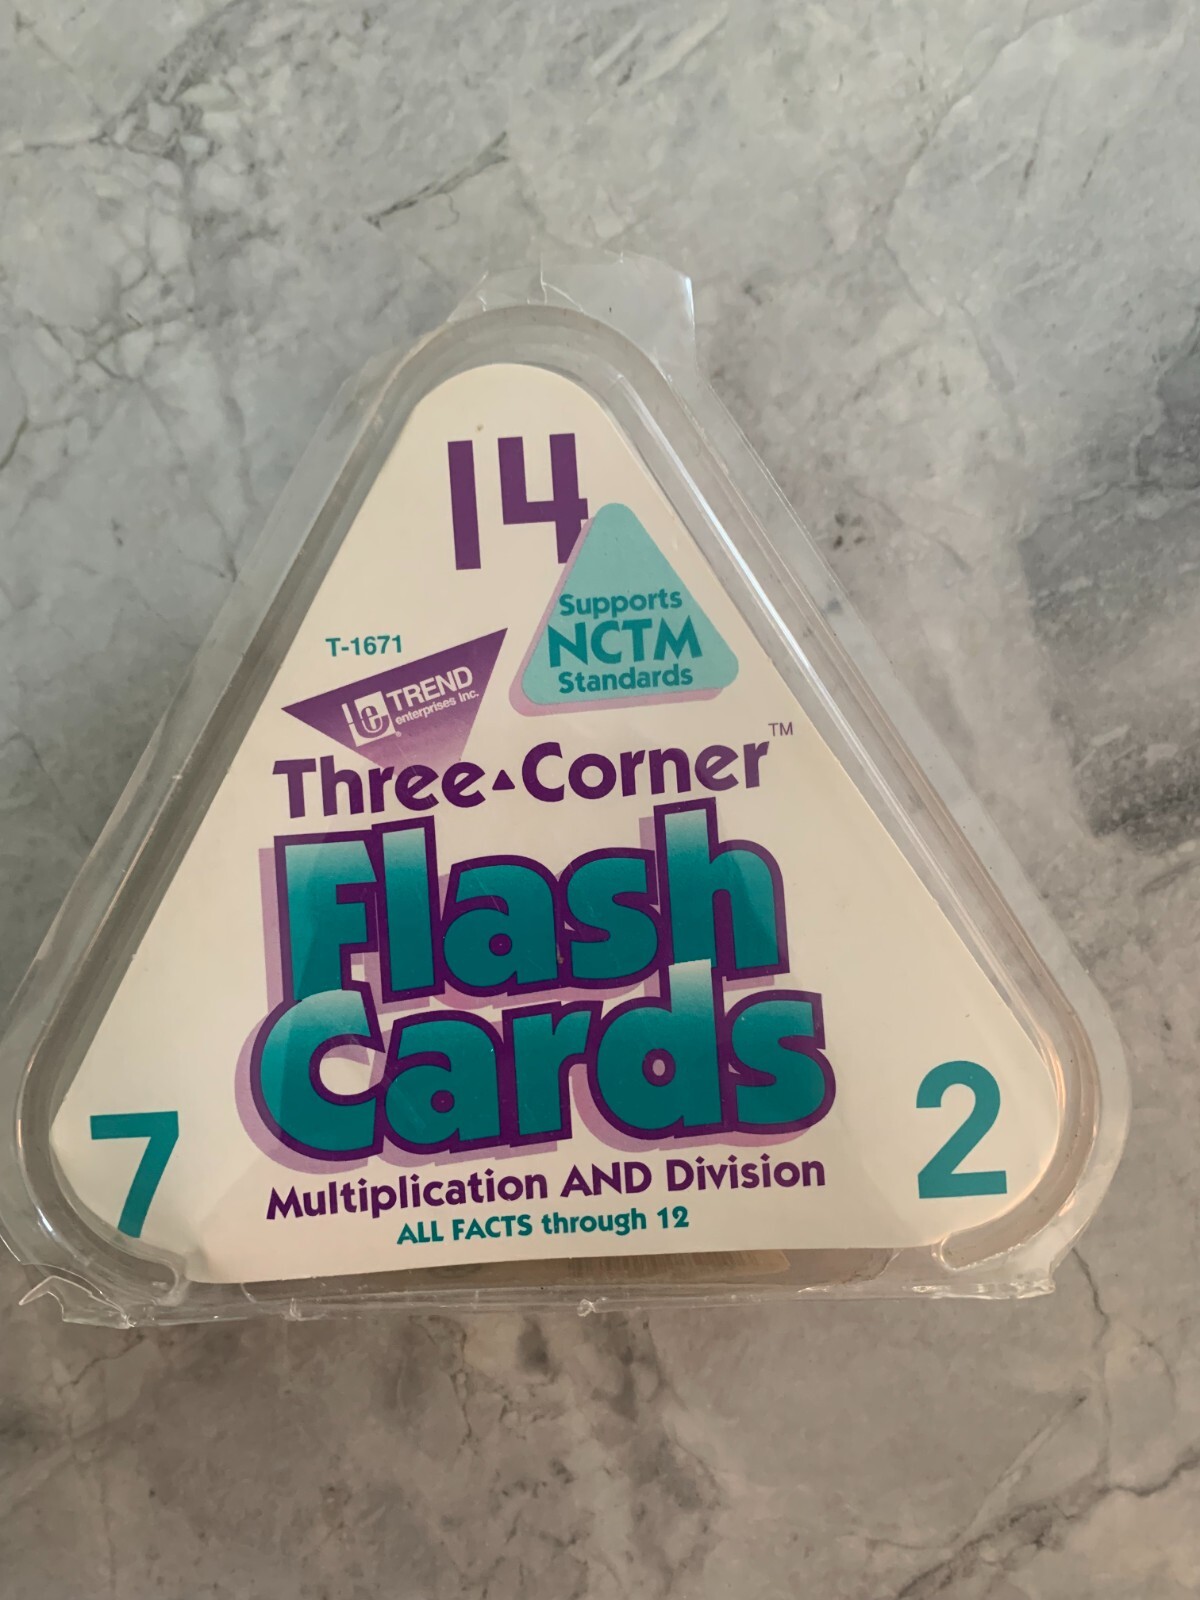 14
Supports
NCTM
Standards
T-1671
TREND
enterprises Inc.
Three▲Corner™
Flash
Cards
7
2
Multiplication AND Division
ALL FACTS through 12